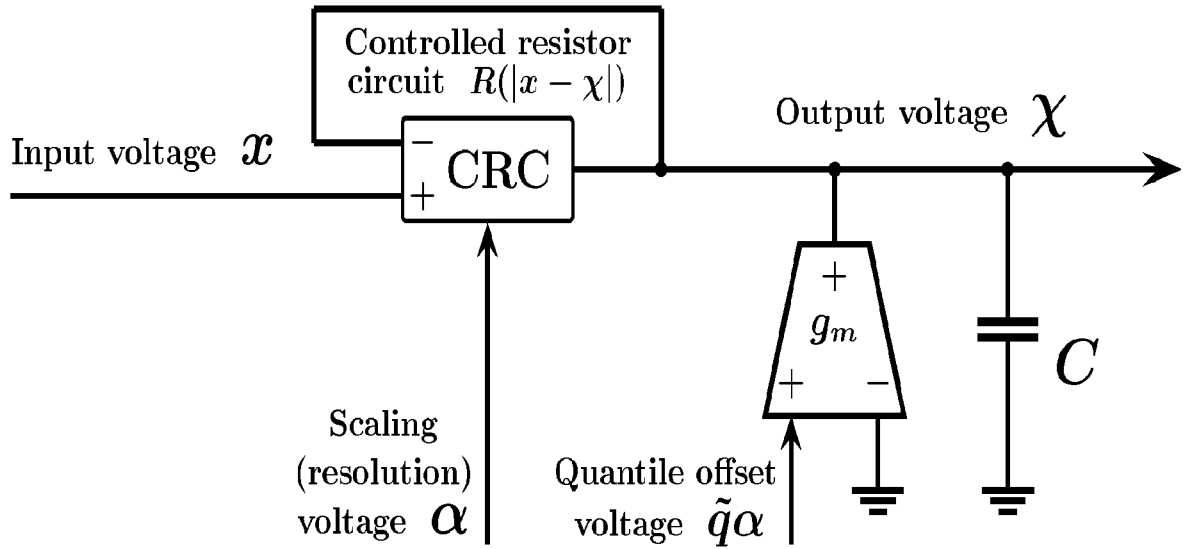 Controlled resistor
circuit R(|x − χ|)
Input voltage x
− CRC
+
Output voltage χ
+
g_m
+ −
C
Scaling
(resolution)
voltage α
Quantile offset
voltage q̃α